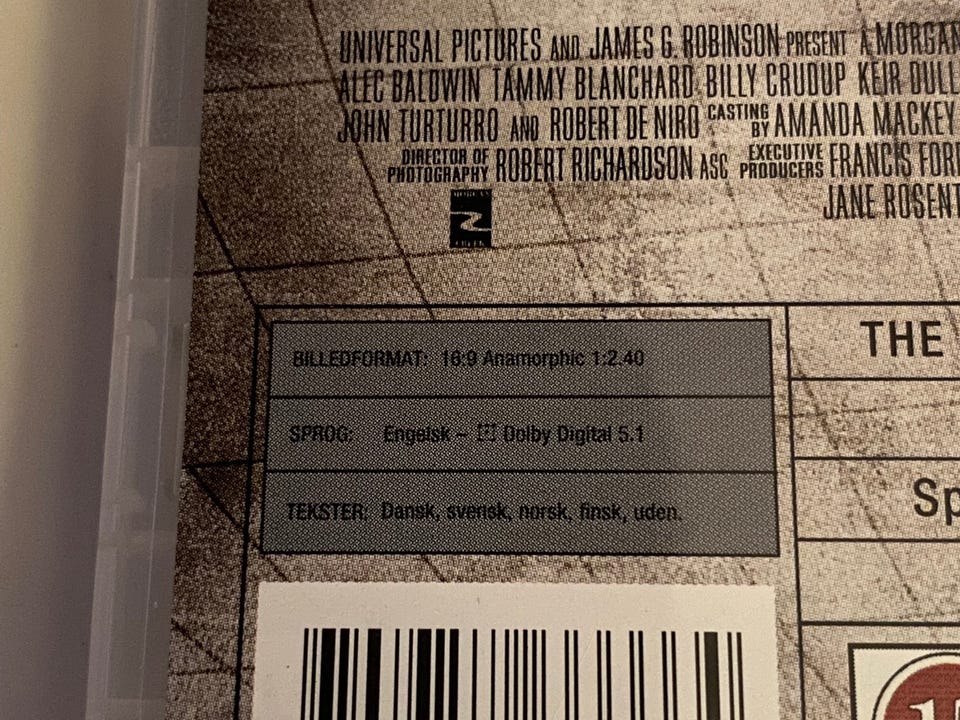 UNIVERSAL PICTURES AND JAMES G. ROBINSON PRESENT A MORGAN
ALEC BALDWIN TAMMY BLANCHARD BILLY CRUDUP KEIR DULL
JOHN TURTURRO AND ROBERT DE NIRO CASTING BY AMANDA MACKEY
DIRECTOR OF PHOTOGRAPHY ROBERT RICHARDSON ASC EXECUTIVE PRODUCERS FRANCIS FORD
JANE ROSENT
MORGAN
CREEK
THE
BILLEDFORMAT: 16:9 Anamorphic 1:2.40
SPROG: Engelsk – Dolby Digital 5.1
Sp
TEKSTER: Dansk, svensk, norsk, finsk, uden.